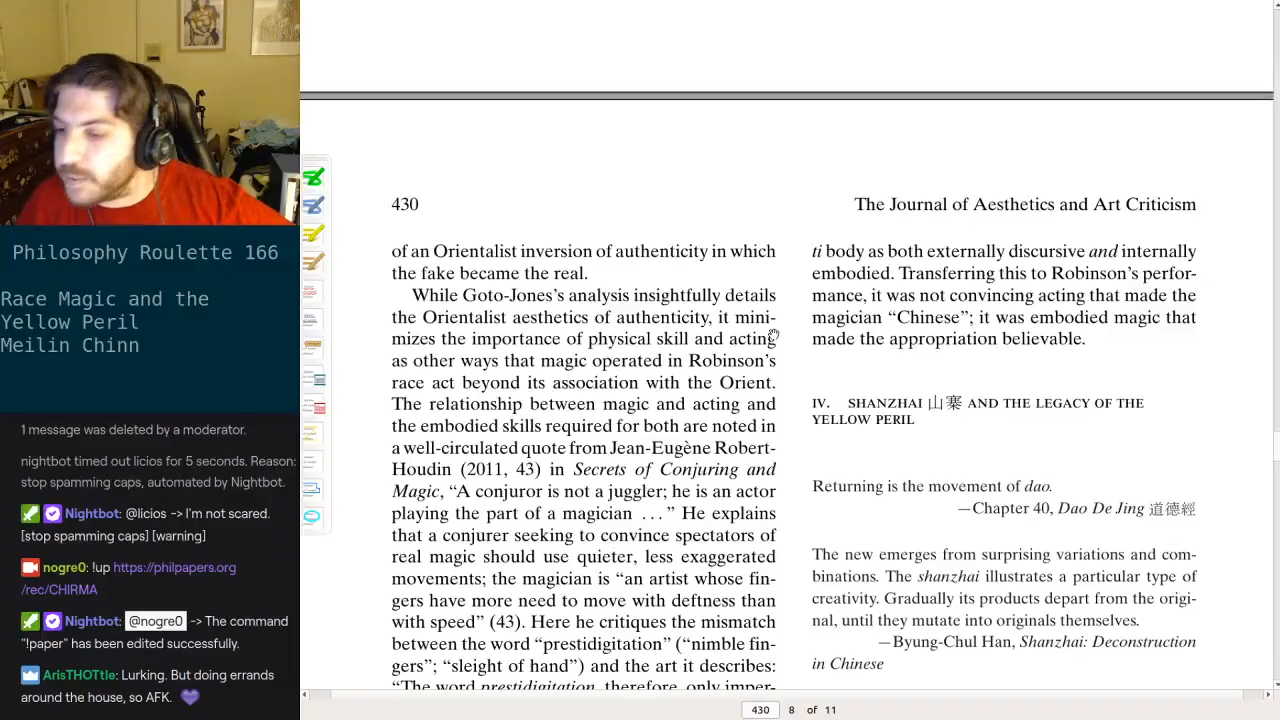 Philosophy Roulette 166
Race Magic and the
Yellow Peril
Meilin Chinn
1 message was deleted by a moderator.
nightbot timed out licios for 5 seconds. Reason:
stop spamming caps, automated by Nightbot.
Nightbot: @licios -> I'm not scared.
[stop spamming caps] [warning]
nogre0: !up https://philpapers.org
/rec/CHIRMA
Nightbot: @nogre0 -> The command
"!paper" has been edited successfully.
ArisTHOTtle: Lurking. But doing errands
around the house, so AFK.
430
The Journal of Aesthetics and Art Criticism
of an Orientalist inversion of authenticity in which
the fake became the real.
While Goto-Jones's analysis insightfully details
the Orientalist aesthetics of authenticity, it mini-
mizes the importance of physical skill and acting
as other ways that magic operated in Robinson's
race act beyond its association with the Orient.
The relationship between magic and acting and
the embodied skills required for both are noted in
a well-circulated quote from Jean-Eugène Robert-
Houdin (2011, 43) in Secrets of Conjuring and
Magic, “A conjuror is not a juggler; he is an actor
playing the part of a magician . . . ” He explains
that a conjurer seeking to convince spectators of
real magic should use quieter, less exaggerated
movements; the magician is “an artist whose fin-
gers have more need to move with deftness than
with speed” (43). Here he critiques the mismatch
between the word “prestidigitation” (“nimble fin-
gers”; “sleight of hand”) and the art it describes:
“The word prestidigitation, therefore, only imper-
ti body as both externally discursive and internally
embodied. Transferring this to Robinson's perfor-
mance, it was not convincing acting that made the
magician “Chinese”; it was embodied magic that
made the appropriation believable.
IV. SHANZHAI 山寨 AND THE LEGACY OF THE
YELLOW PERIL
Returning is the movement of dao.
—Chapter 40, Dao De Jing 道德經
The new emerges from surprising variations and com-
binations. The shanzhai illustrates a particular type of
creativity. Gradually its products depart from the origi-
nal, until they mutate into originals themselves.
—Byung-Chul Han, Shanzhai: Deconstruction
in Chinese
430 8 of 11